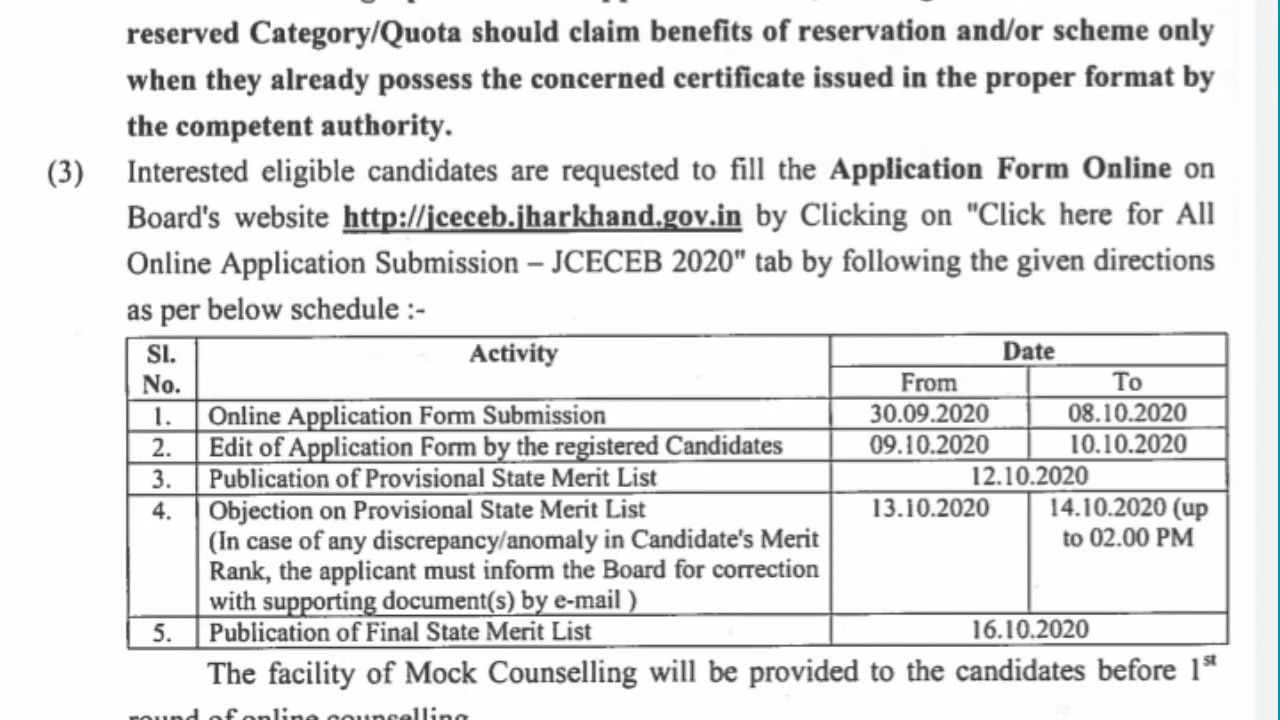 reserved Category/Quota should claim benefits of reservation and/or scheme only
when they already possess the concerned certificate issued in the proper format by
the competent authority.
(3) Interested eligible candidates are requested to fill the Application Form Online on
Board's website http://jceceb.jharkhand.gov.in by Clicking on "Click here for All
Online Application Submission – JCECEB 2020" tab by following the given directions
as per below schedule :-
Sl. No. Activity Date
From To
1. Online Application Form Submission 30.09.2020 08.10.2020
2. Edit of Application Form by the registered Candidates 09.10.2020 10.10.2020
3. Publication of Provisional State Merit List 12.10.2020
4. Objection on Provisional State Merit List 13.10.2020 14.10.2020 (up
(In case of any discrepancy/anomaly in Candidate's Merit to 02.00 PM
Rank, the applicant must inform the Board for correction
with supporting document(s) by e-mail )
5. Publication of Final State Merit List 16.10.2020
The facility of Mock Counselling will be provided to the candidates before 1st
round of online counselling